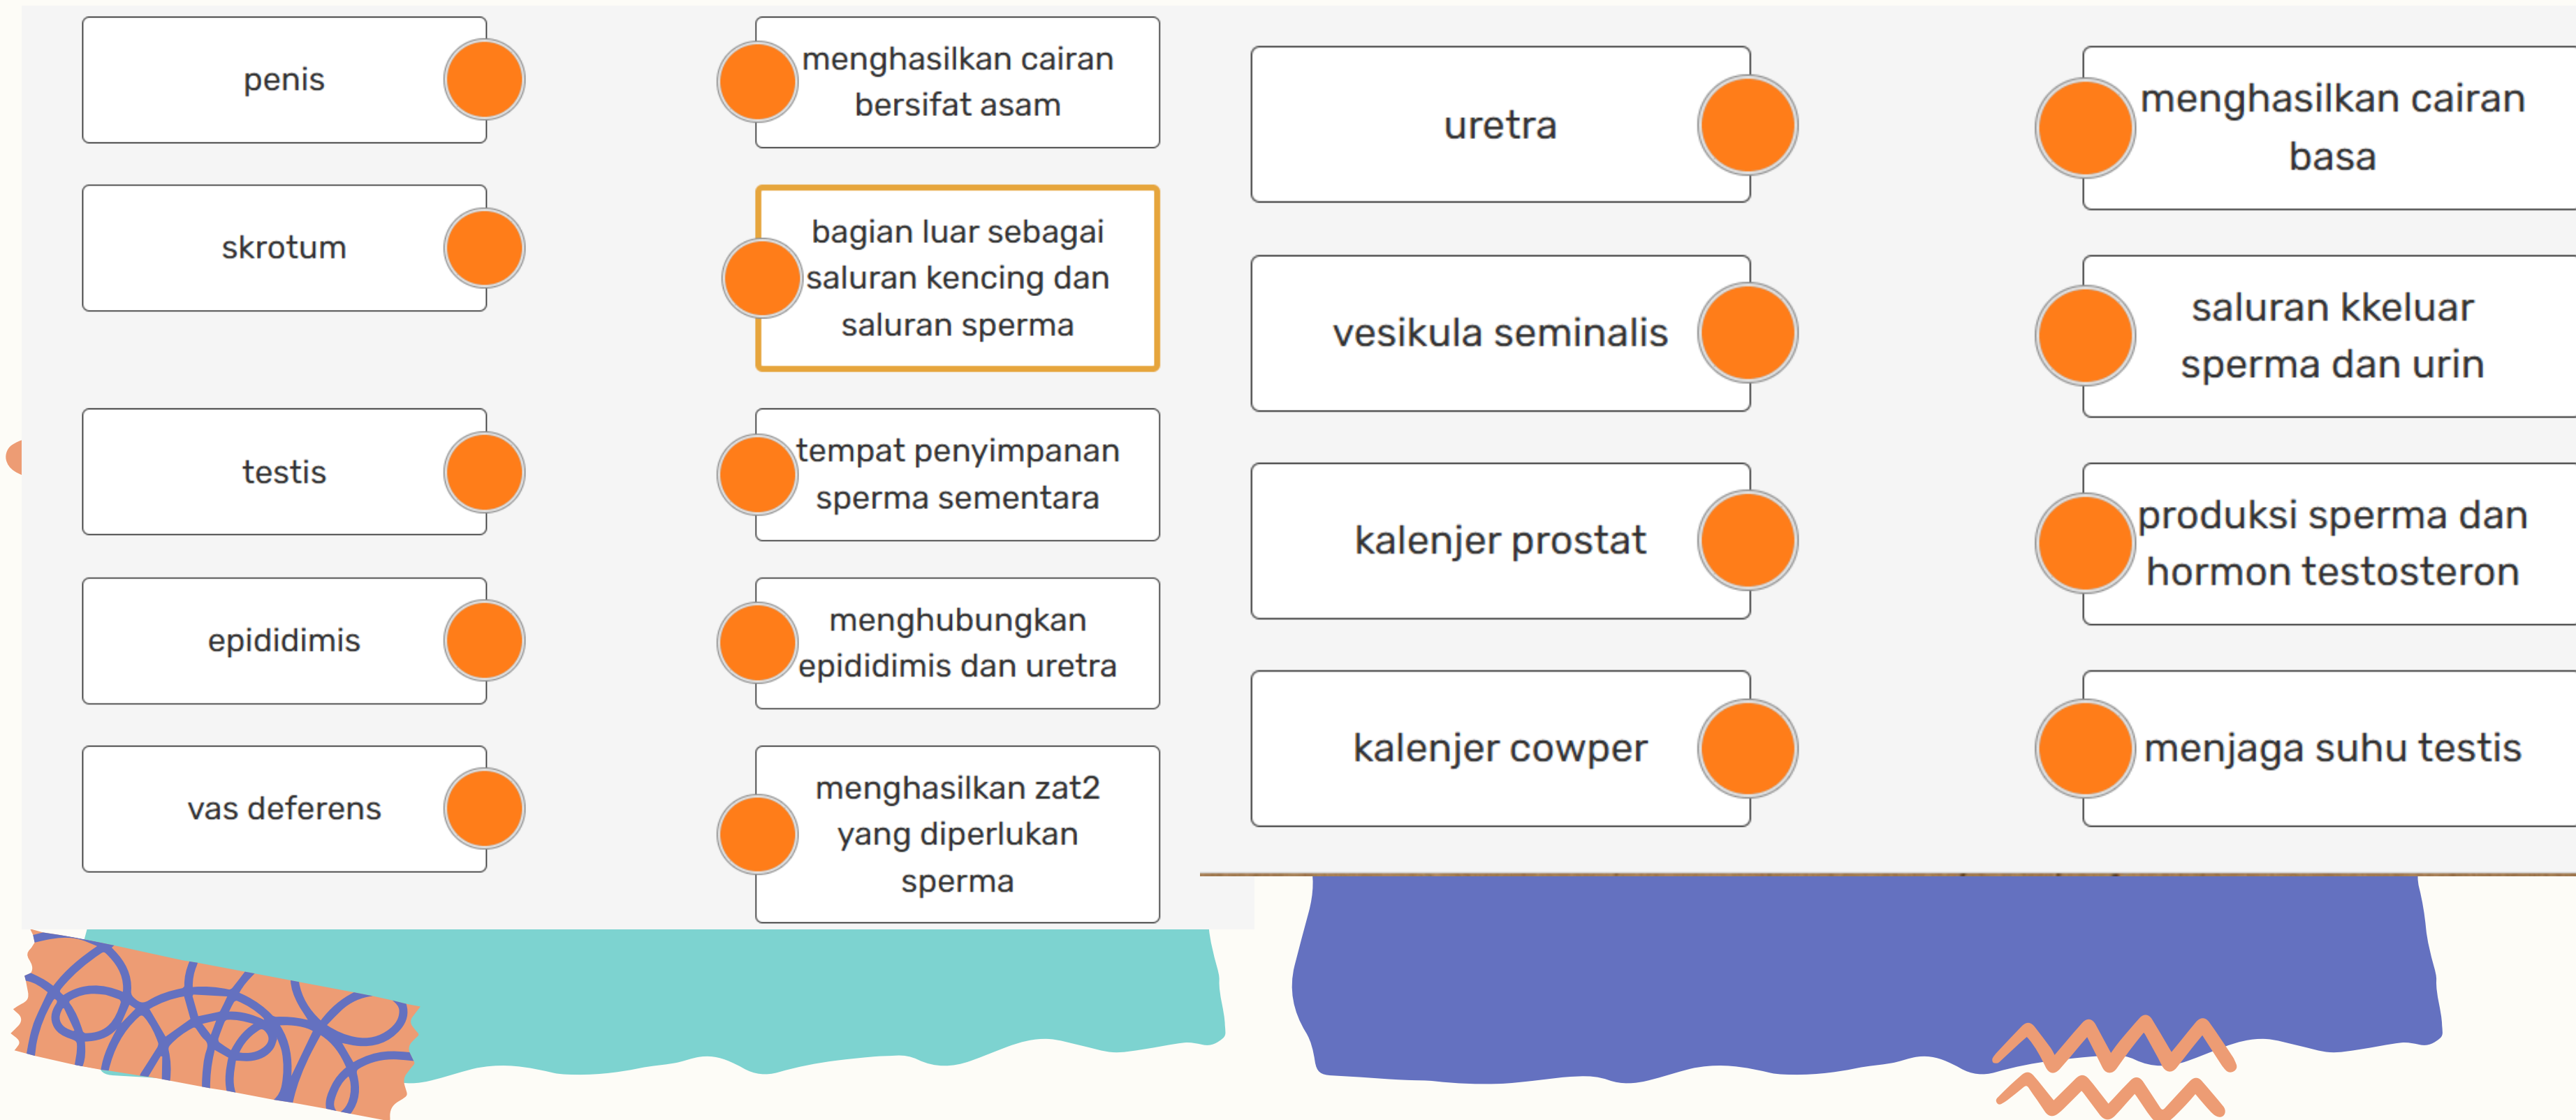 penis
menghasilkan cairan
bersifat asam
skrotum
bagian luar sebagai
saluran kencing dan
saluran sperma
testis
tempat penyimpanan
sperma sementara
epididimis
menghubungkan
epididimis dan uretra
vas deferens
menghasilkan zat2
yang diperlukan
sperma
uretra
menghasilkan cairan
basa
vesikula seminalis
saluran kkeluar
sperma dan urin
kalenjer prostat
produksi sperma dan
hormon testosteron
kalenjer cowper
menjaga suhu testis